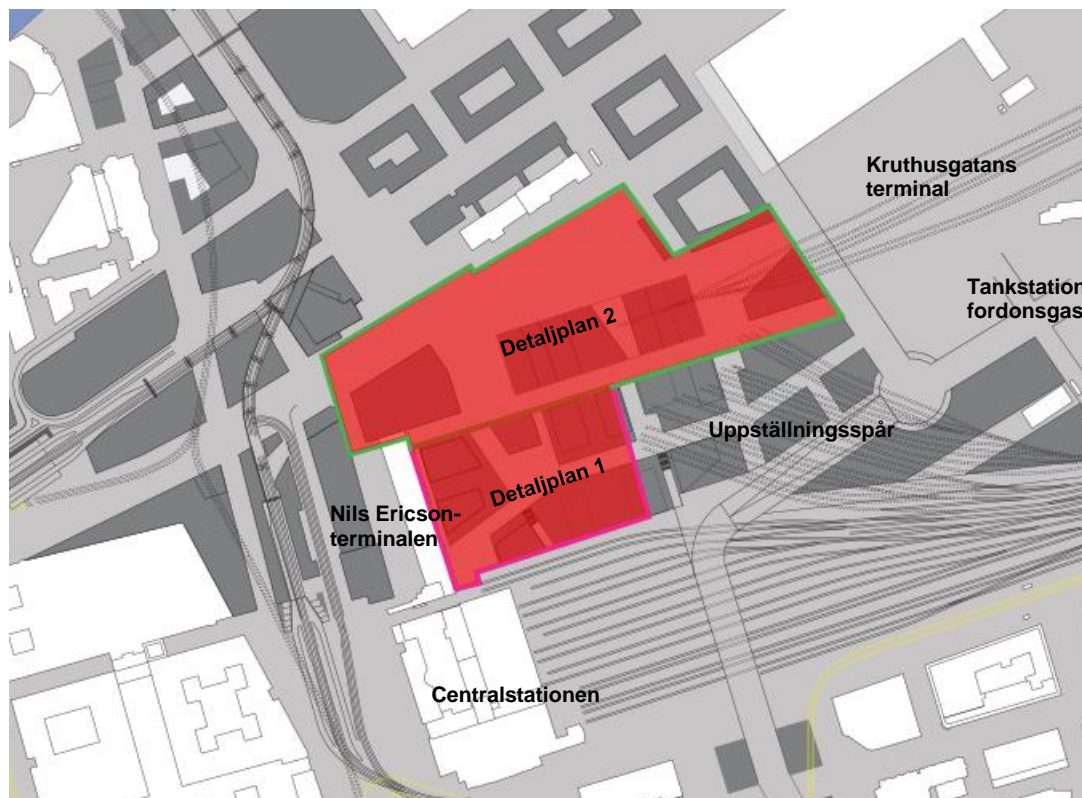 Kruthusgatans
terminal
Tankstation
fordonsgas
Detaljplan 2
Uppställningsspår
Detaljplan 1
Nils Ericson-
terminalen
Centralstationen